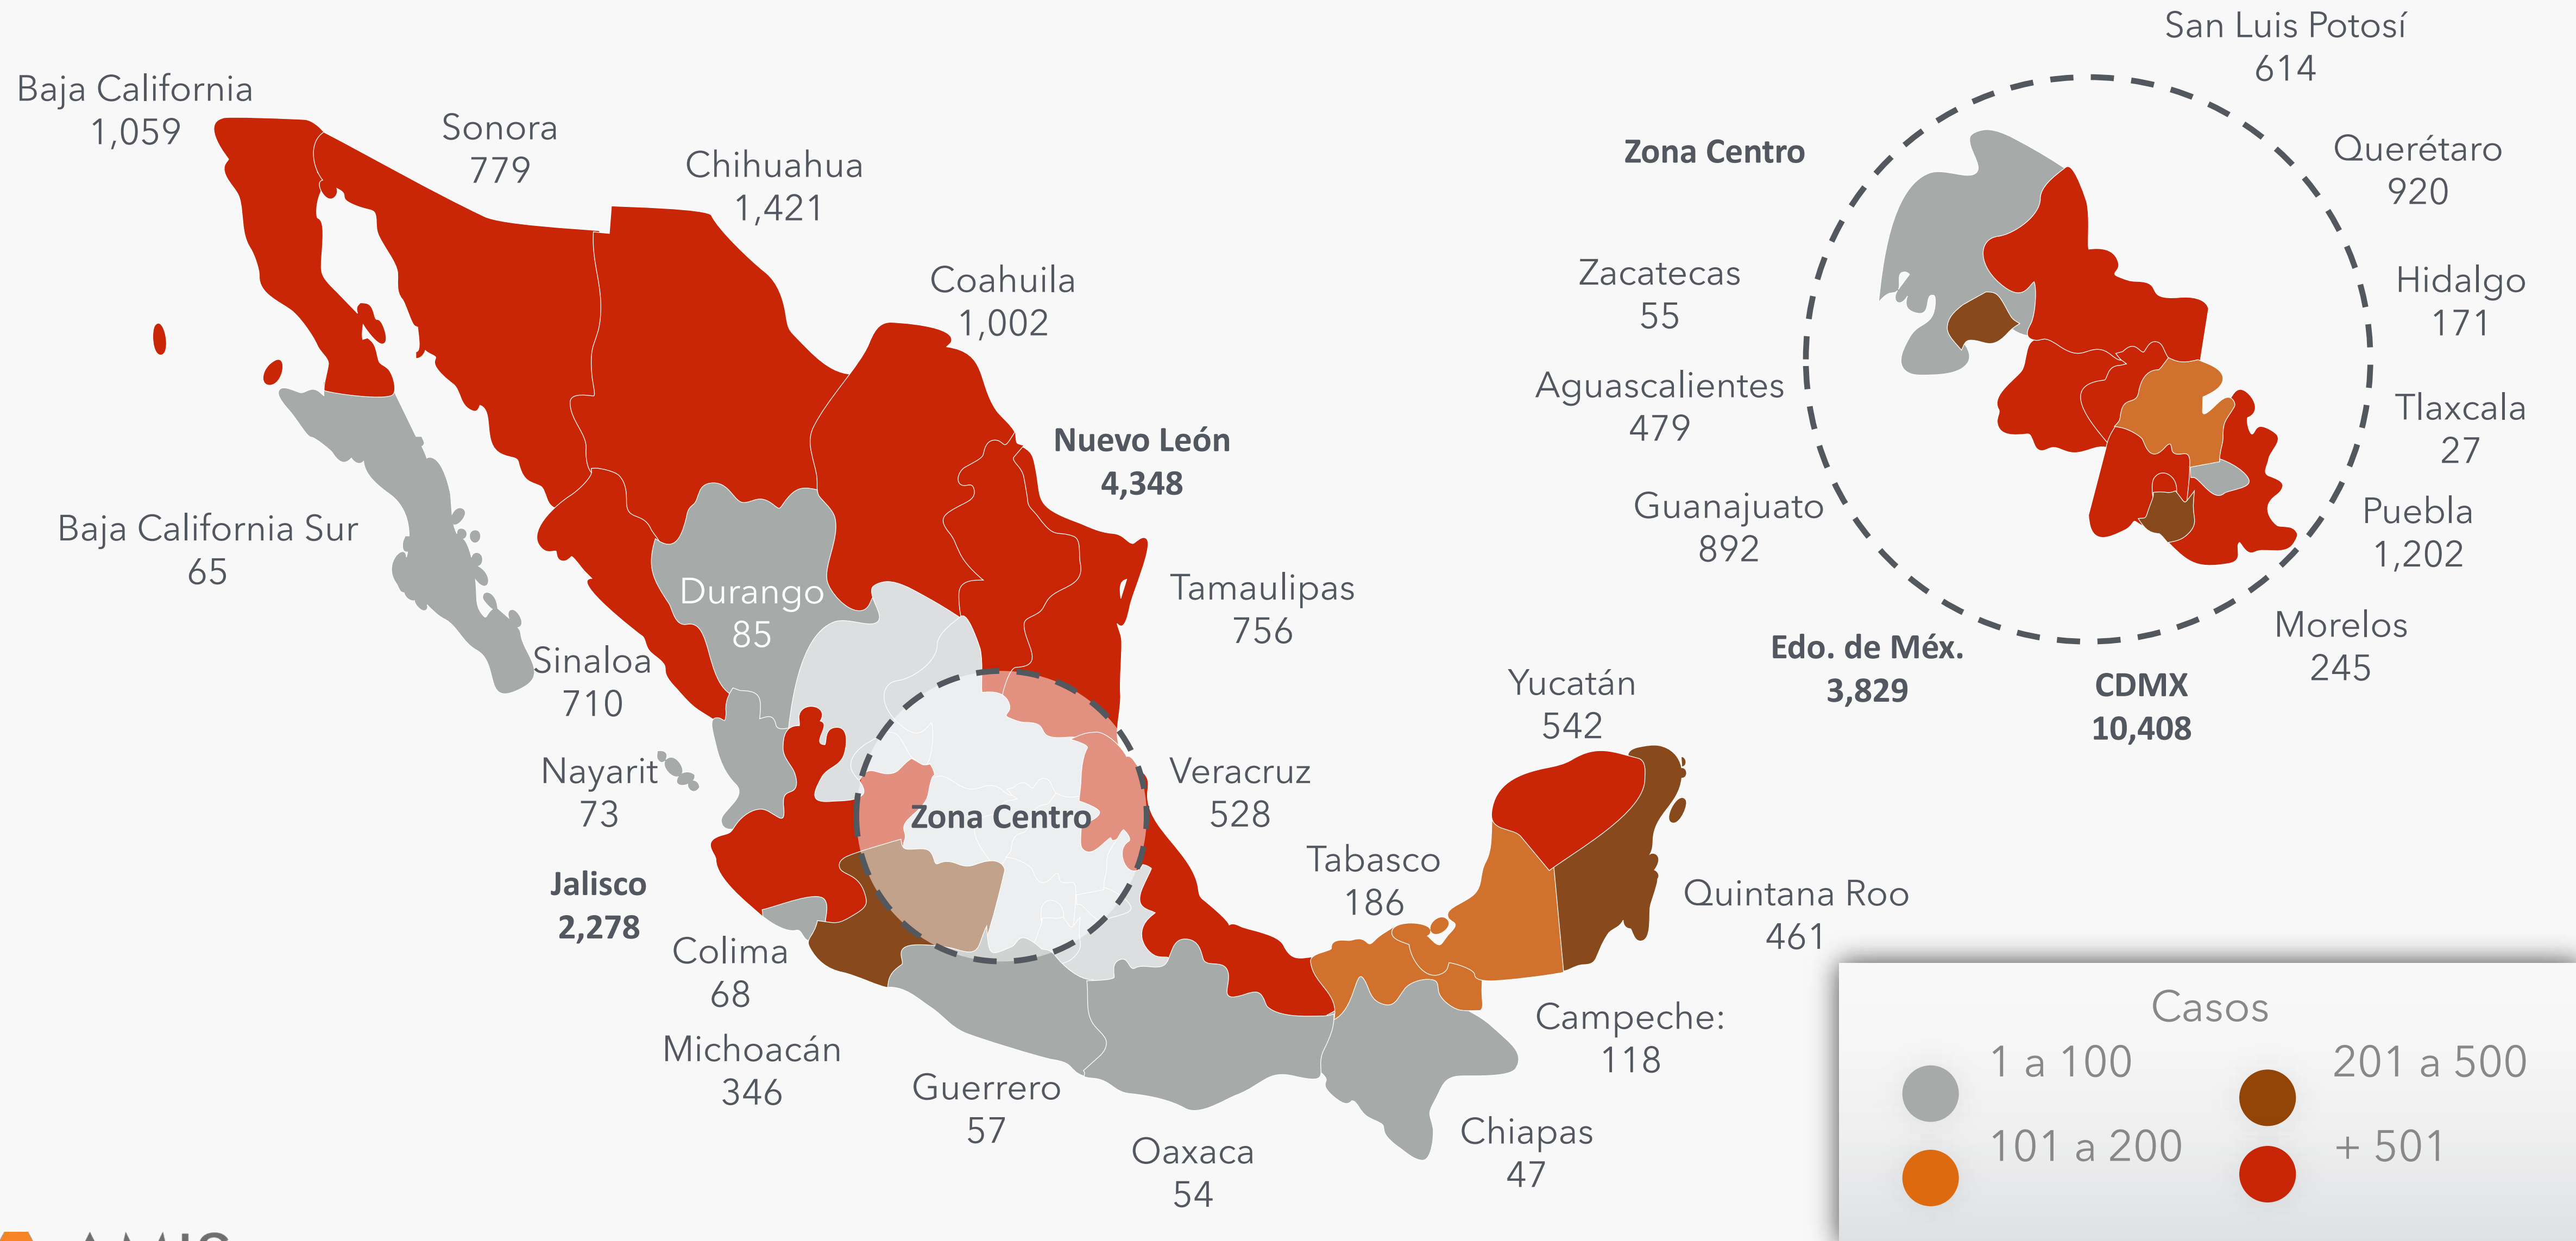 San Luis Potosí
614
Baja California
1,059
Sonora
779
Chihuahua
1,421
Zona Centro
Querétaro
920
Coahuila
1,002
Zacatecas
55
Hidalgo
171
Aguascalientes
479
Tlaxcala
27
Nuevo León
4,348
Guanajuato
892
Puebla
1,202
Baja California Sur
65
Durango
85
Tamaulipas
756
Edo. de Méx.
3,829
Morelos
245
CDMX
10,408
Sinaloa
710
Yucatán
542
Nayarit
73
Zona Centro
Veracruz
528
Tabasco
186
Jalisco
2,278
Quintana Roo
461
Colima
68
Michoacán
346
Campeche:
118
Guerrero
57
Oaxaca
54
Chiapas
47
Casos
1 a 100
201 a 500
101 a 200
+ 501